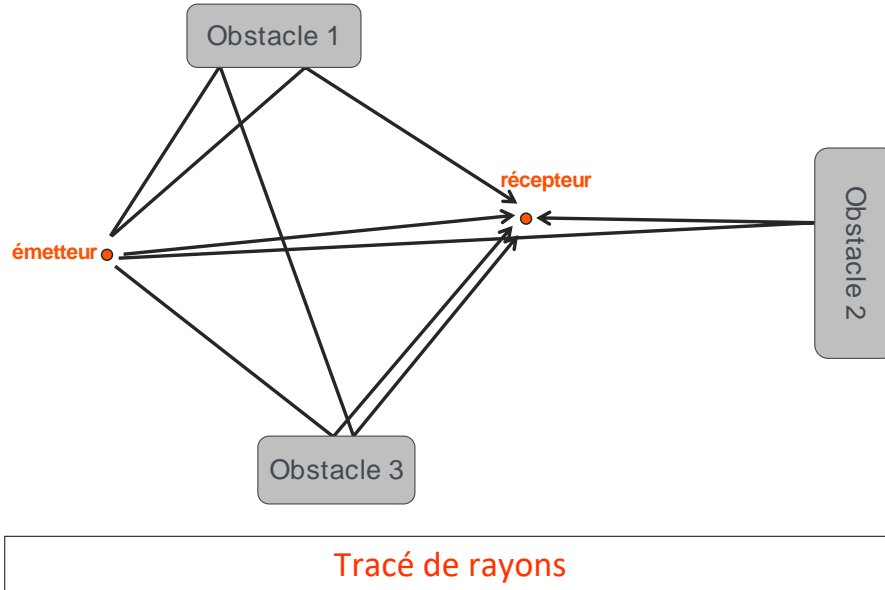 Obstacle 1
récepteur
Obstacle 2
émetteur
Obstacle 3
Tracé de rayons